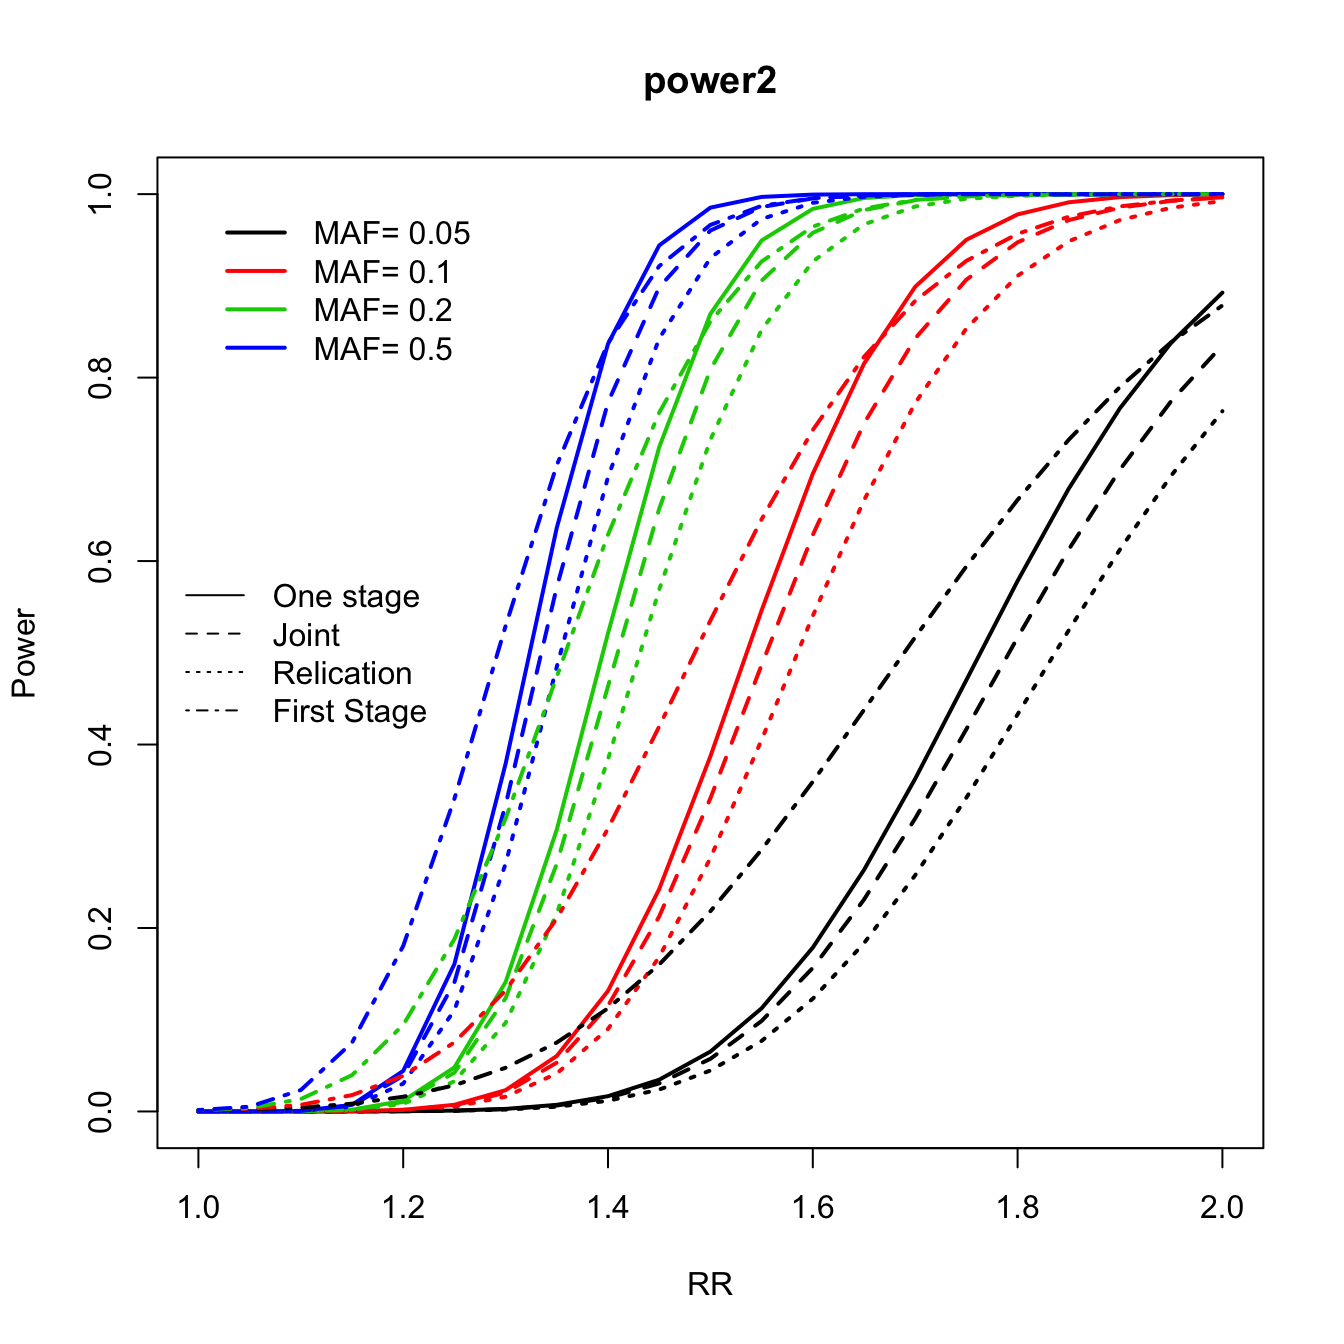 power2
MAF= 0.05
MAF= 0.1
MAF= 0.2
MAF= 0.5
One stage
Joint
Relication
First Stage
Power
0.0
0.2
0.4
0.6
0.8
1.0
1.0 1.2 1.4 1.6 1.8 2.0
RR